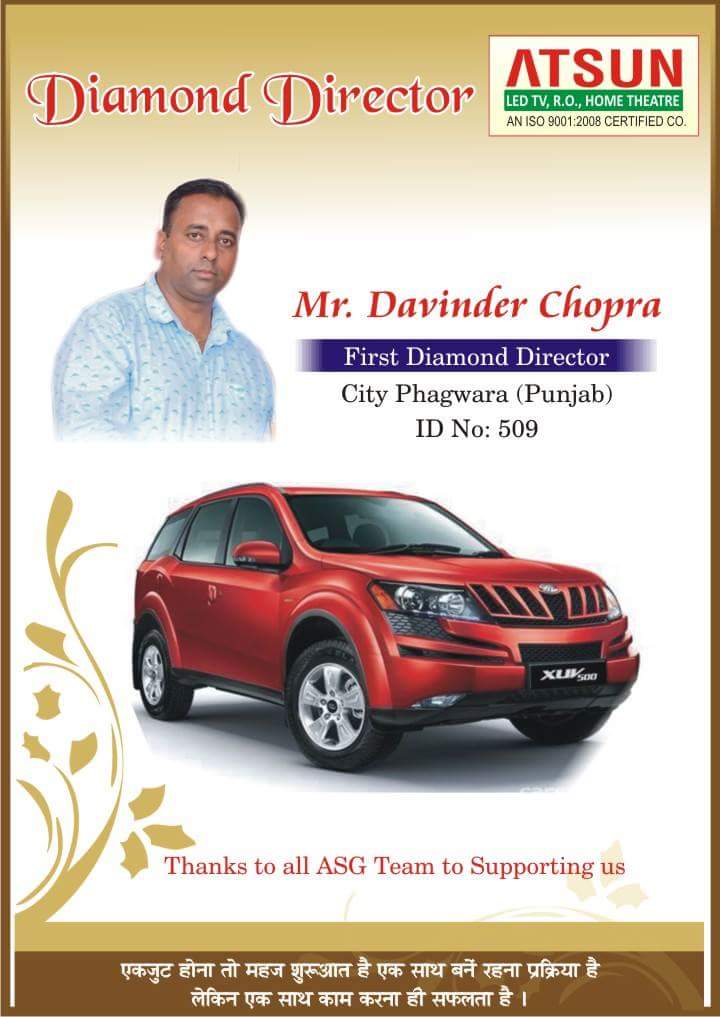 Diamond Director
ATSUN
LED TV, R.O., HOME THEATRE
AN ISO 9001:2008 CERTIFIED CO.
Mr. Davinder Chopra
First Diamond Director
City Phagwara (Punjab)
ID No: 509
XUV500
Thanks to all ASG Team to Supporting us
एकजुट होना तो महज शुरूआत है एक साथ बनें रहना प्रक्रिया है
लेकिन एक साथ काम करना ही सफलता है ।